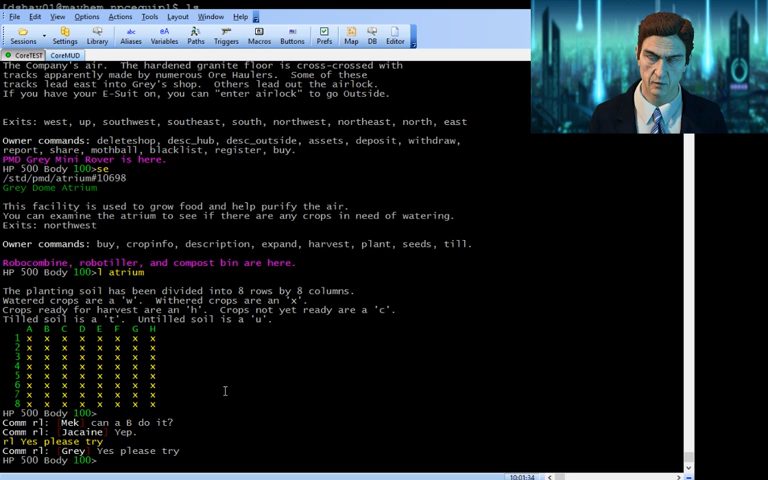 [dshav01@mayhem npcequip]$ ls
File Edit View Options Actions Tools Layout Window Help
Sessions Settings Library Aliases Variables Paths Triggers Macros Buttons Prefs Map DB Editor
CoreTEST CoreMUD
The Company's air. The hardened granite floor is cross-crossed with
tracks apparently made by numerous Ore Haulers. Some of these
tracks lead east into Grey's shop. Others lead out the airlock.
If you have your E-Suit on, you can "enter airlock" to go Outside.
Exits: west, up, southwest, southeast, south, northwest, northeast, north, east
Owner commands: deleteshop, desc_hub, desc_outside, assets, deposit, withdraw,
report, share, mothball, blacklist, register, buy.
PMD Grey Mini Rover is here.
HP 500 Body 100>se
/std/pmd/atrium#10698
Grey Dome Atrium
This facility is used to grow food and help purify the air.
You can examine the atrium to see if there are any crops in need of watering.
Exits: northwest
Owner commands: buy, cropinfo, description, expand, harvest, plant, seeds, till.
Robocombine, robotiller, and compost bin are here.
HP 500 Body 100>l atrium
The planting soil has been divided into 8 rows by 8 columns.
Watered crops are a 'w'. Withered crops are an 'x'.
Crops ready for harvest are an 'h'. Crops not yet ready are a 'c'.
Tilled soil is a 't'. Untilled soil is a 'u'.
A B C D E F G H
1 x x x x x x x x
2 x x x x x x x x
3 x x x x x x x x
4 x x x x x x x x
5 x x x x x x x x
6 x x x x x x x x
7 x x x x x x x x
8 x x x x x x x x
HP 500 Body 100>
Comm rl: [Mek] can a B do it?
Comm rl: [Jacaine] Yep.
rl Yes please try
Comm rl: [Grey] Yes please try
HP 500 Body 100>
10:01:34